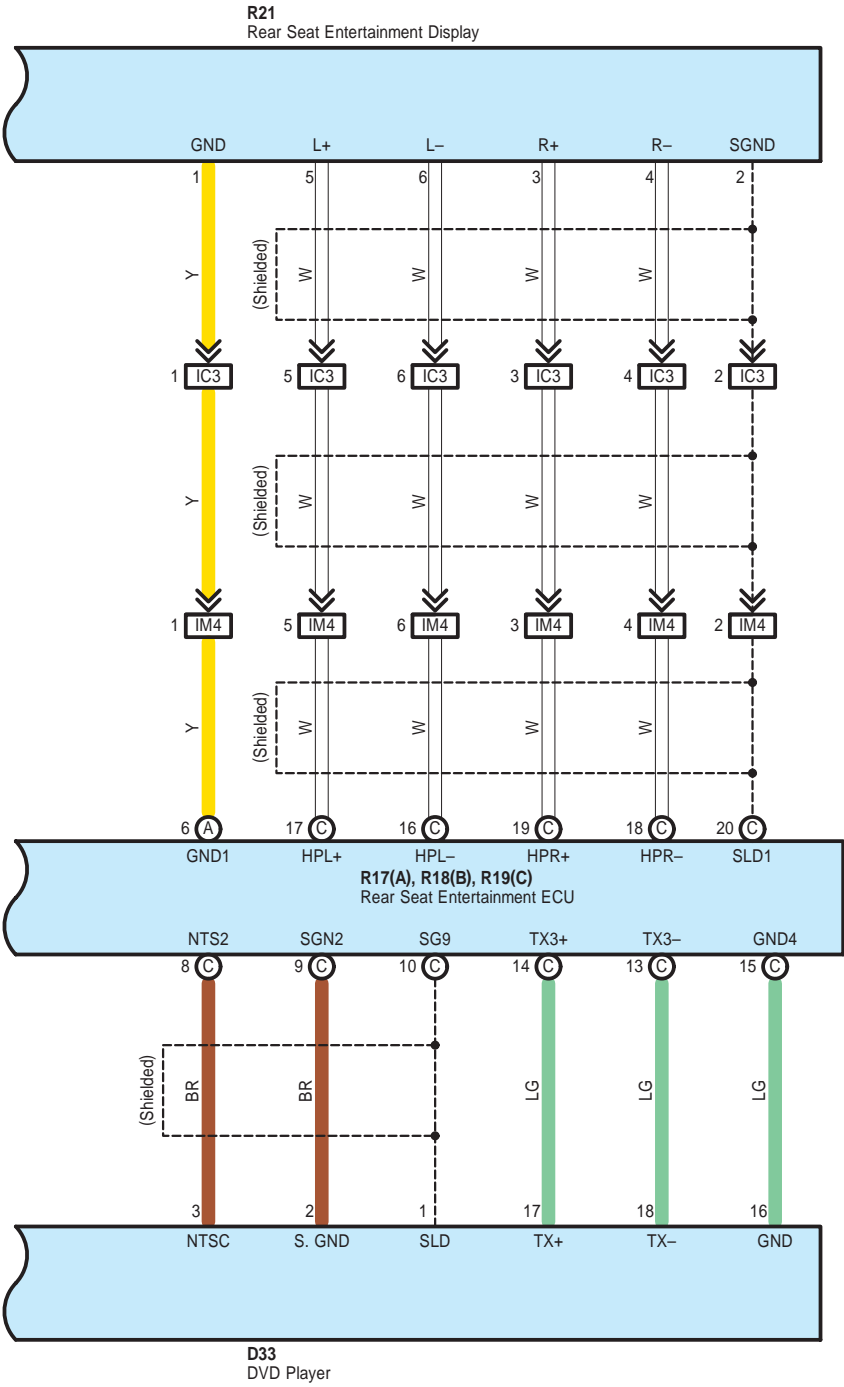 R21
Rear Seat Entertainment Display
GND L+ L– R+ R– SGND
1 5 6 3 4 2
(Shielded)
Y W W W W
1 IC3 5 IC3 6 IC3 3 IC3 4 IC3 2 IC3
(Shielded)
Y W W W W
1 IM4 5 IM4 6 IM4 3 IM4 4 IM4 2 IM4
(Shielded)
Y W W W W
6 A 17 C 16 C 19 C 18 C 20 C
GND1 HPL+ HPL– HPR+ HPR– SLD1
R17(A), R18(B), R19(C)
Rear Seat Entertainment ECU
NTS2 SGN2 SG9 TX3+ TX3– GND4
8 C 9 C 10 C 14 C 13 C 15 C
(Shielded)
BR BR LG LG LG
3 2 1 17 18 16
NTSC S. GND SLD TX+ TX– GND
D33
DVD Player